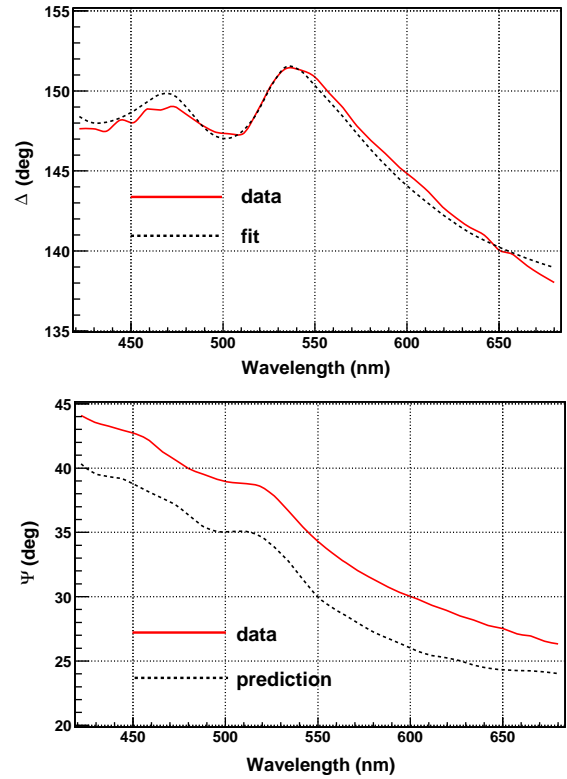 155
150
145
140
135
Δ (deg)
data
fit
450 500 550 600 650
Wavelength (nm)
45
40
35
30
25
20
Ψ (deg)
data
prediction
450 500 550 600 650
Wavelength (nm)